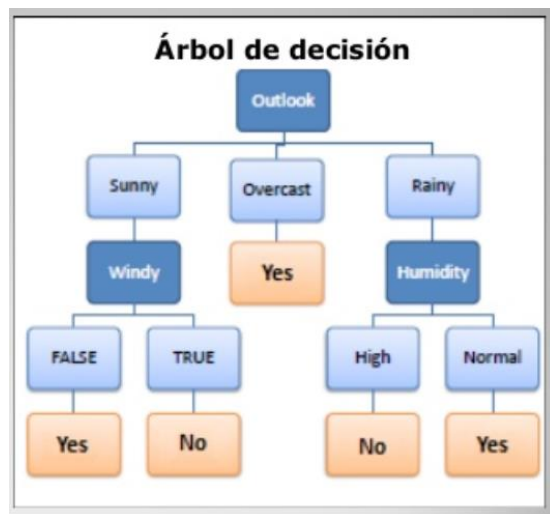 Árbol de decisión
Outlook
Sunny Overcast Rainy
Windy Yes Humidity
FALSE TRUE High Normal
Yes No No Yes